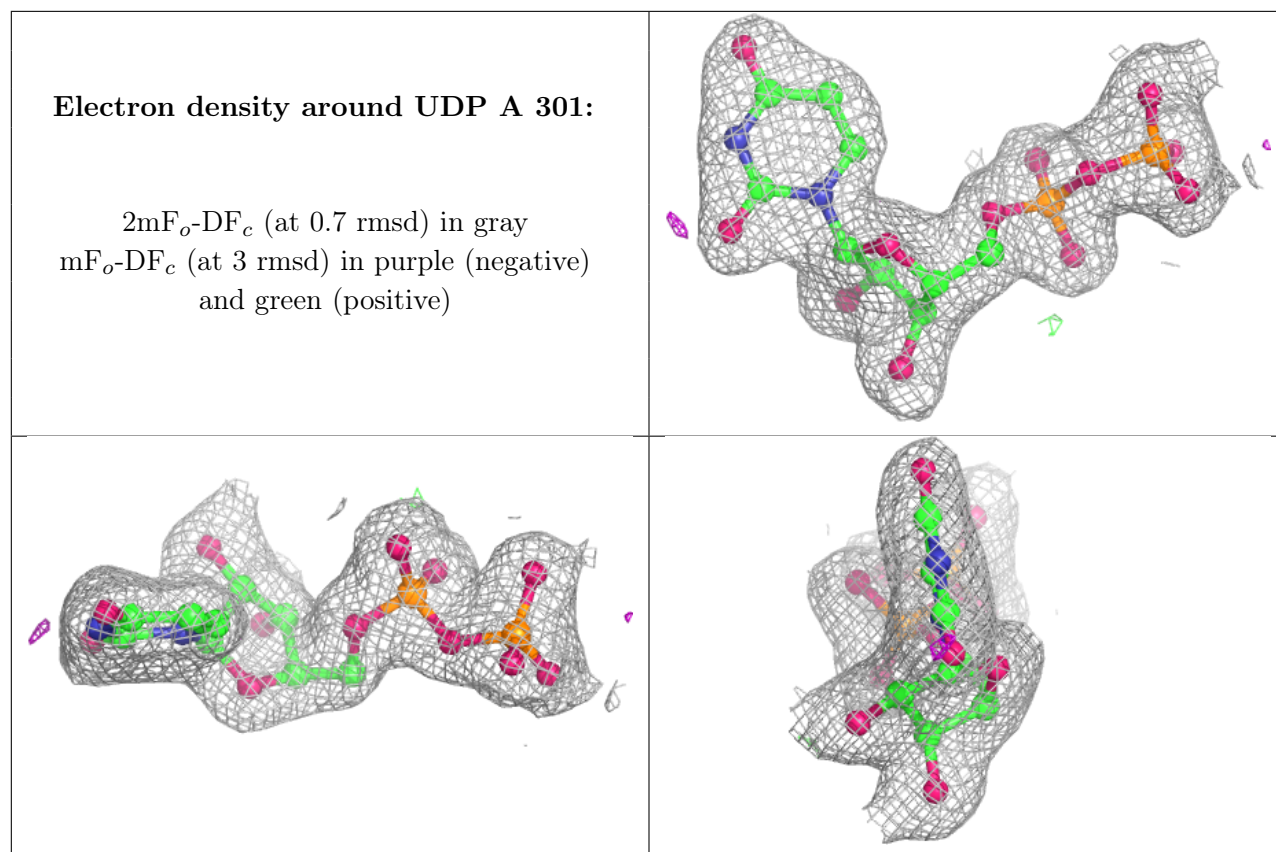 Electron density around UDP A 301:
2mFₒ-DF𝑐 (at 0.7 rmsd) in gray
mFₒ-DF𝑐 (at 3 rmsd) in purple (negative)
and green (positive)